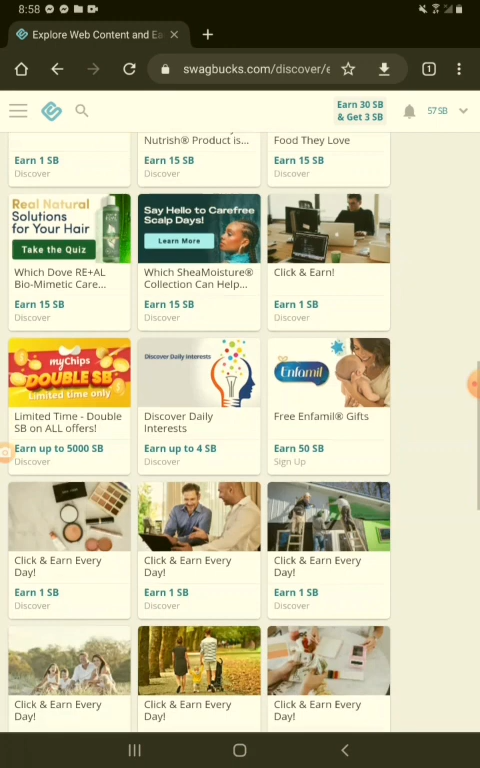 8:58
Explore Web Content and Ea
swagbucks.com/discover/e
1
Earn 30 SB
& Get 3 SB
57 SB
Nutrish® Product is...
Food They Love
Earn 1 SB
Earn 15 SB
Earn 15 SB
Discover
Discover
Discover
Real Natural
Solutions
for Your Hair
Take the Quiz
Say Hello to Carefree
Scalp Days!
Learn More
Which Dove RE+AL
Bio-Mimetic Care...
Which SheaMoisture®
Collection Can Help...
Click & Earn!
Earn 15 SB
Earn 15 SB
Earn 1 SB
Discover
Discover
Discover
myChips
DOUBLE SB
Limited time only
Discover Daily Interests
Enfamil
Limited Time - Double
SB on ALL offers!
Discover Daily
Interests
Free Enfamil® Gifts
Earn up to 5000 SB
Earn up to 4 SB
Earn 50 SB
Discover
Discover
Sign Up
Click & Earn Every
Day!
Click & Earn Every
Day!
Click & Earn Every
Day!
Earn 1 SB
Earn 1 SB
Earn 1 SB
Discover
Discover
Discover
Click & Earn Every
Day!
Click & Earn Every
Day!
Click & Earn Every
Day!